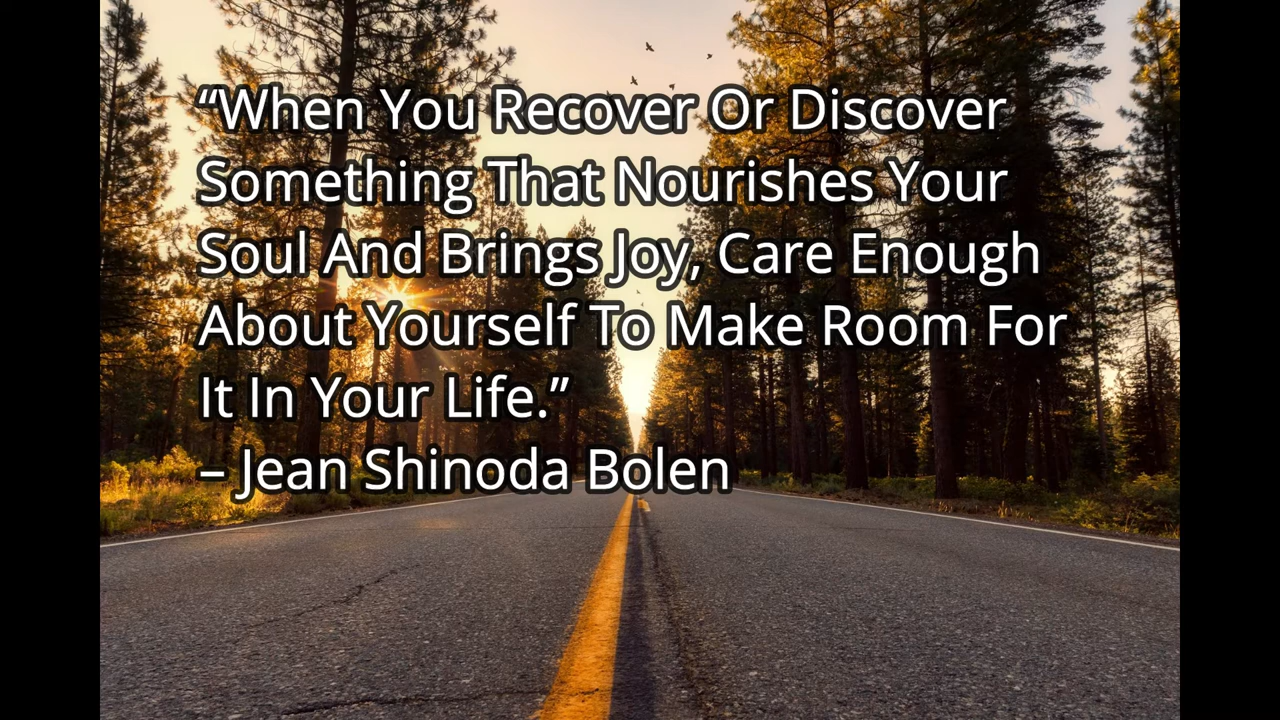 “When You Recover Or Discover
Something That Nourishes Your
Soul And Brings Joy, Care Enough
About Yourself To Make Room For
It In Your Life.”
– Jean Shinoda Bolen